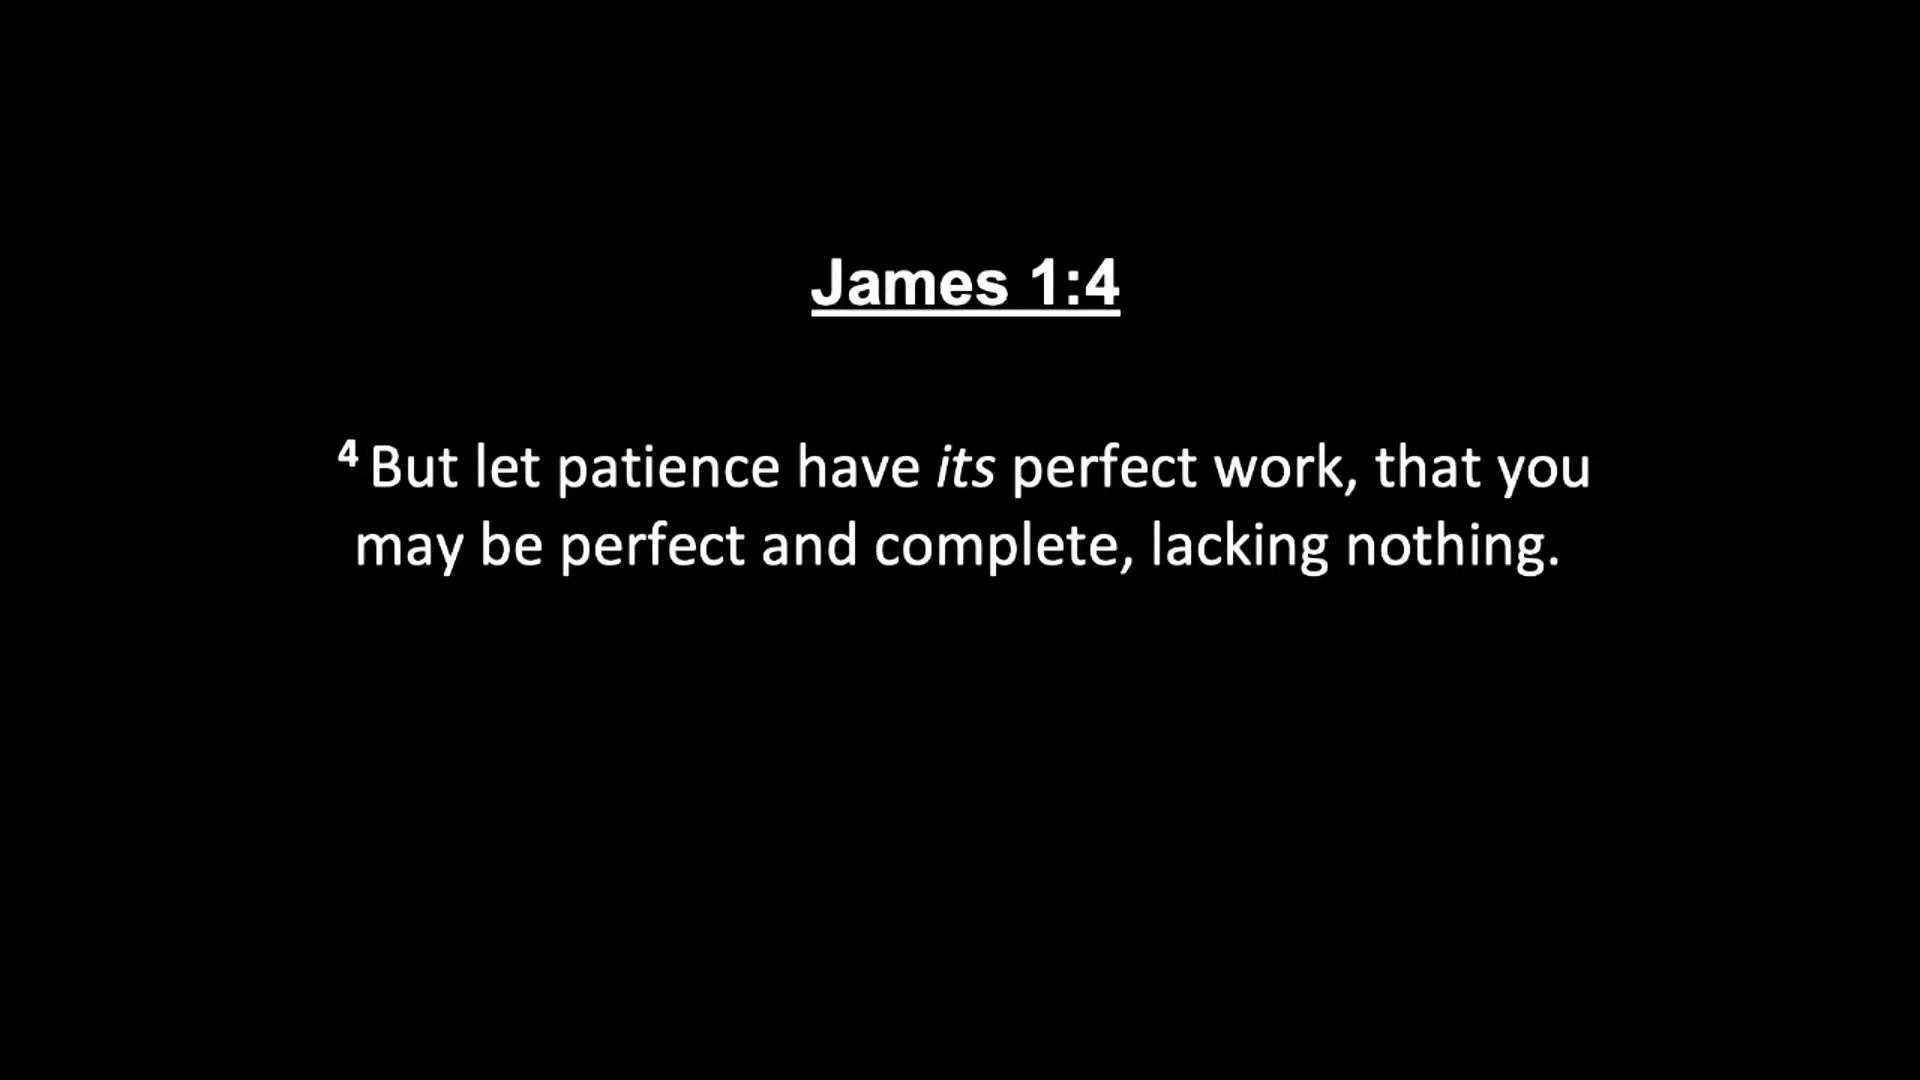 James 1:4
4 But let patience have its perfect work, that you
may be perfect and complete, lacking nothing.